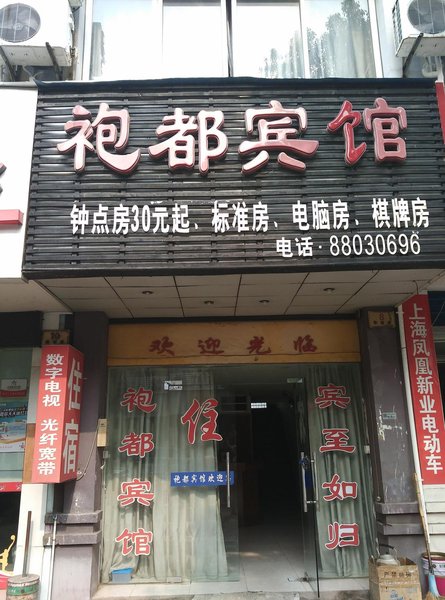 袍都宾馆
钟点房30元起、标准房、电脑房、棋牌房
电话·88030696
欢迎光临
数字电视 光纤宽带
住宿
袍都宾馆
住
宾至如归
袍都宾馆欢迎
上海凤凰新业电动车